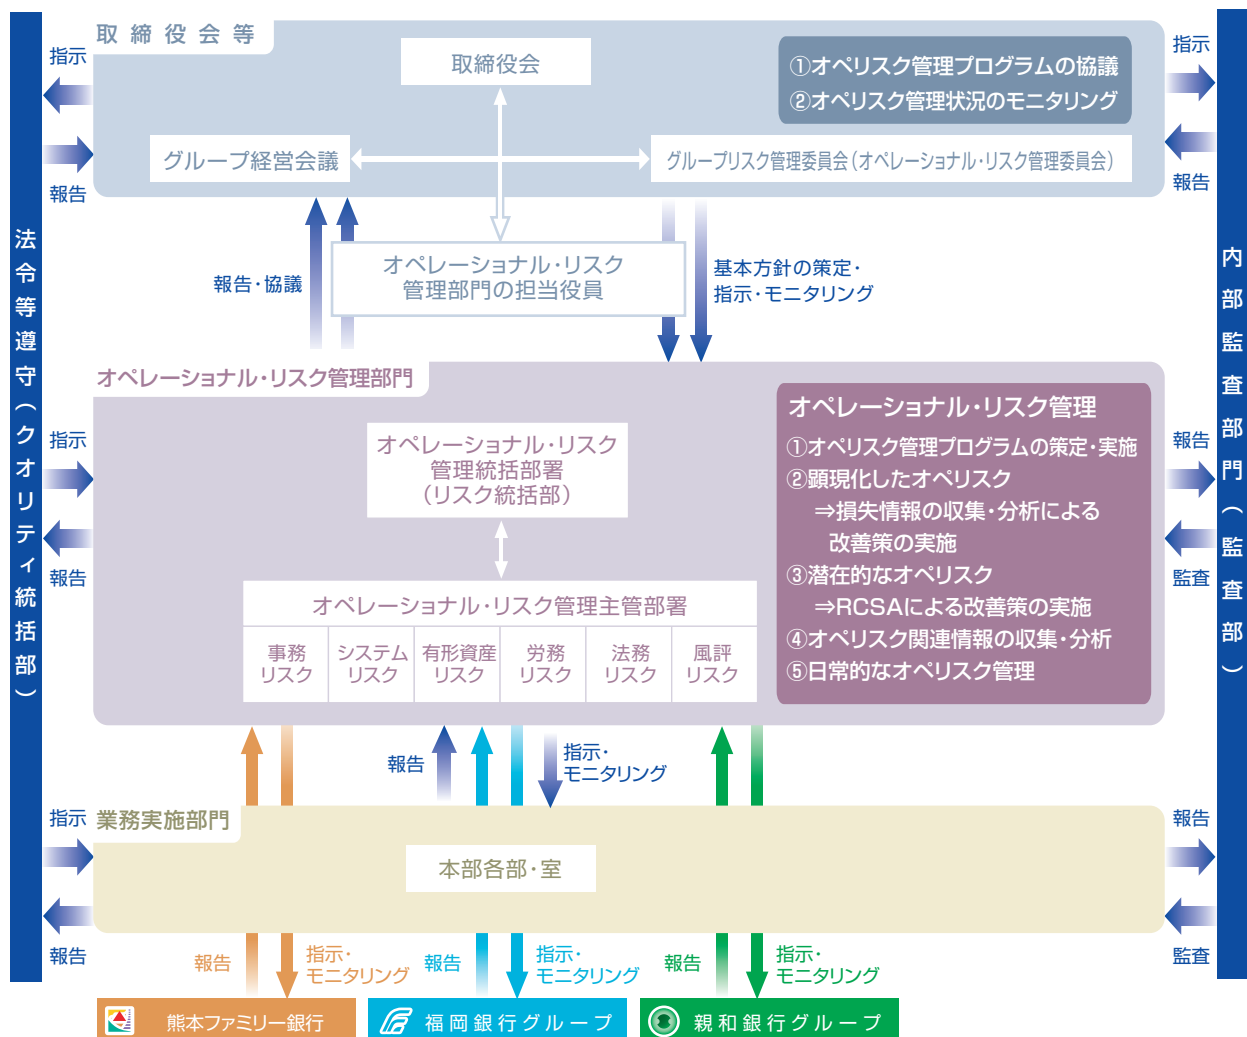 取締役会等
取締役会
①オペリスク管理プログラムの協議
②オペリスク管理状況のモニタリング
グループ経営会議
グループリスク管理委員会(オペレーショナル・リスク管理委員会)
指示
報告
指示
報告
法令等遵守(クオリティ統括部)
内部監査部門(監査部)
報告・協議
オペレーショナル・リスク
管理部門の担当役員
基本方針の策定・
指示・モニタリング
オペレーショナル・リスク管理部門
オペレーショナル・リスク
管理統括部署
(リスク統括部)
オペレーショナル・リスク管理
①オペリスク管理プログラムの策定・実施
②顕現化したオペリスク
⇒損失情報の収集・分析による
改善策の実施
③潜在的なオペリスク
⇒RCSAによる改善策の実施
④オペリスク関連情報の収集・分析
⑤日常的なオペリスク管理
指示
報告
報告
監査
オペレーショナル・リスク管理主管部署
事務
リスク
システム
リスク
有形資産
リスク
労務
リスク
法務
リスク
風評
リスク
報告
指示・
モニタリング
業務実施部門
本部各部・室
指示
報告
報告
監査
報告
指示・
モニタリング
報告
指示・
モニタリング
報告
指示・
モニタリング
熊本ファミリー銀行
福岡銀行グループ
親和銀行グループ